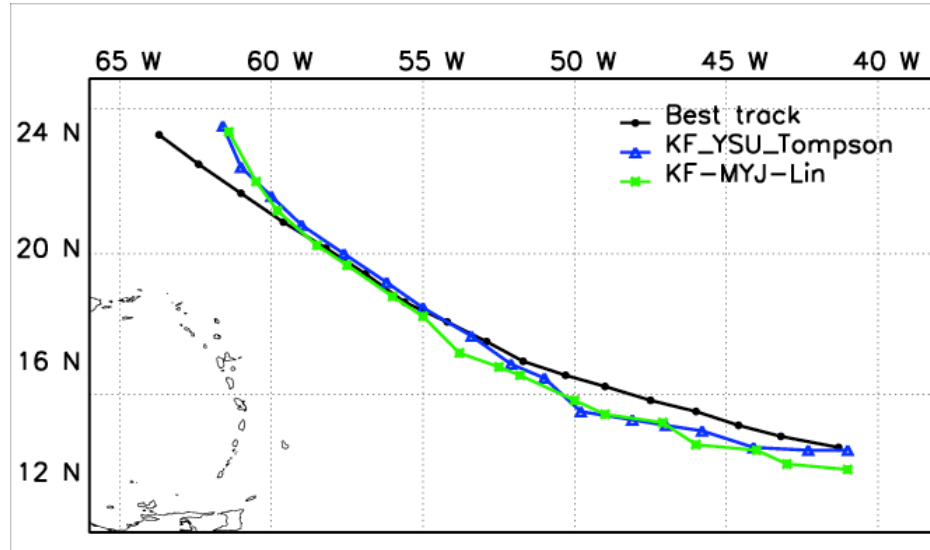 65 W 60 W 55 W 50 W 45 W 40 W
24 N
Best track
KF_YSU_Tompson
KF-MYJ-Lin
20 N
16 N
12 N